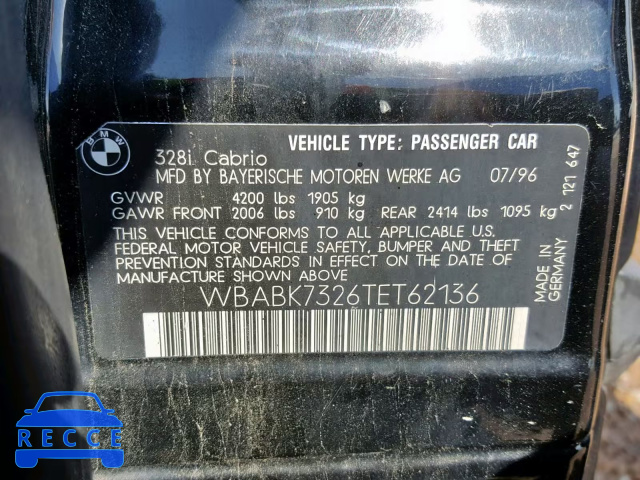 BMW
VEHICLE TYPE: PASSENGER CAR
328i Cabrio
MFD BY BAYERISCHE MOTOREN WERKE AG 07/96
GVWR 4200 lbs 1905 kg
GAWR FRONT 2006 lbs 910 kg REAR 2414 lbs 1095 kg
THIS VEHICLE CONFORMS TO ALL APPLICABLE U.S.
FEDERAL MOTOR VEHICLE SAFETY, BUMPER AND THEFT
PREVENTION STANDARDS IN EFFECT ON THE DATE OF
MANUFACTURE SHOWN ABOVE
WBABK7326TET62136
2 121 647
MADE IN
GERMANY
RECCE